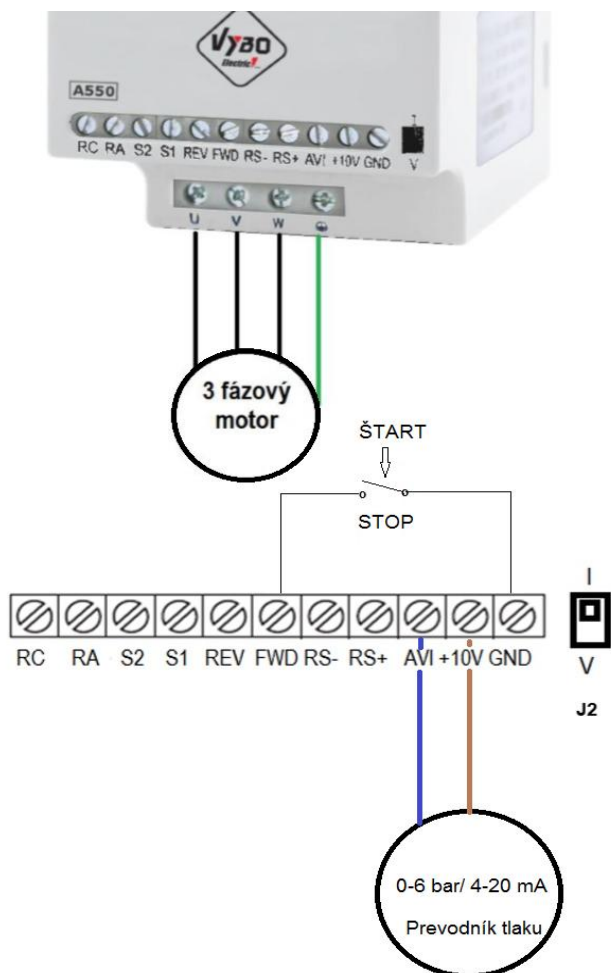 VYBO
Electric
A550
RC RA S2 S1 REV FWD RS- RS+ AVI +10V GND
I
V
U V W
3 fázový
motor
ŠTART
STOP
I
RC RA S2 S1 REV FWD RS- RS+ AVI +10V GND
V
J2
0-6 bar/ 4-20 mA
Prevodník tlaku